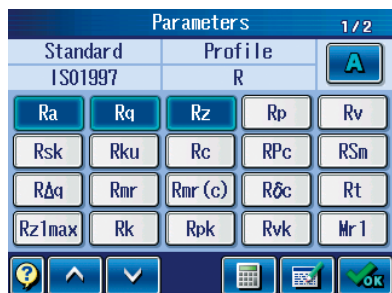 Parameters 1/2
Standard Profile A
ISO1997 R
Ra Rq Rz Rp Rv
Rsk Rku Rc RPc RSm
RΔq Rmr Rmr(c) Rδc Rt
Rz1max Rk Rpk Rvk Mr1
? OK